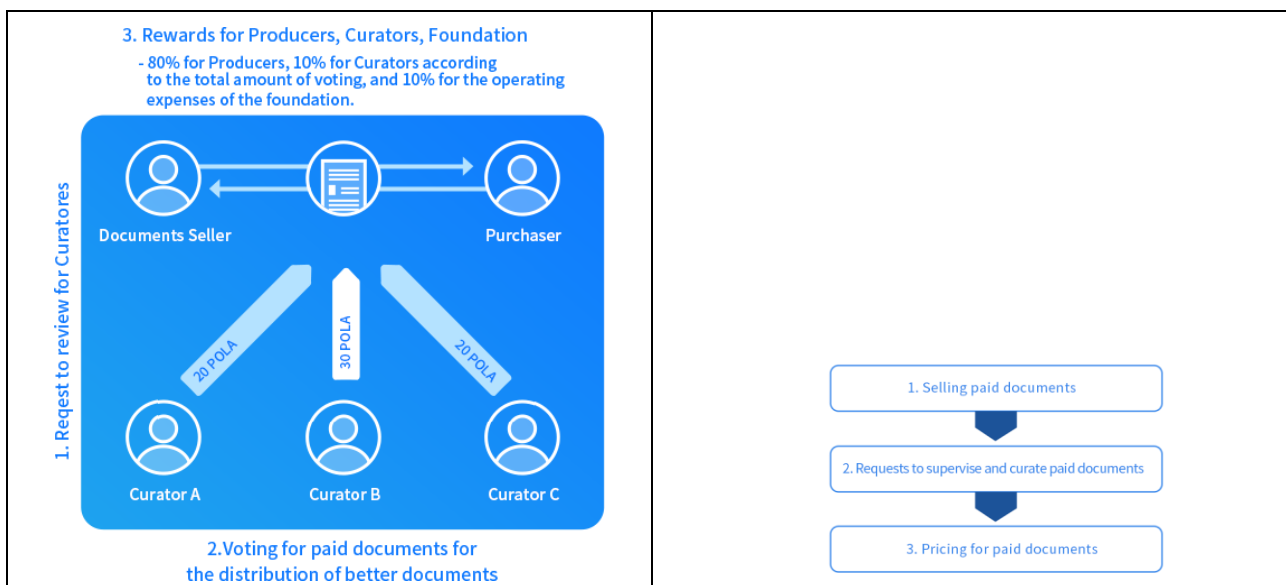 3. Rewards for Producers, Curators, Foundation
- 80% for Producers, 10% for Curators according
to the total amount of voting, and 10% for the operating
expenses of the foundation.
1. Reqest to review for Curatores
Documents Seller
Purchaser
20 POLA
30 POLA
20 POLA
Curator A
Curator B
Curator C
2.Voting for paid documents for
the distribution of better documents
1. Selling paid documents
2. Requests to supervise and curate paid documents
3. Pricing for paid documents